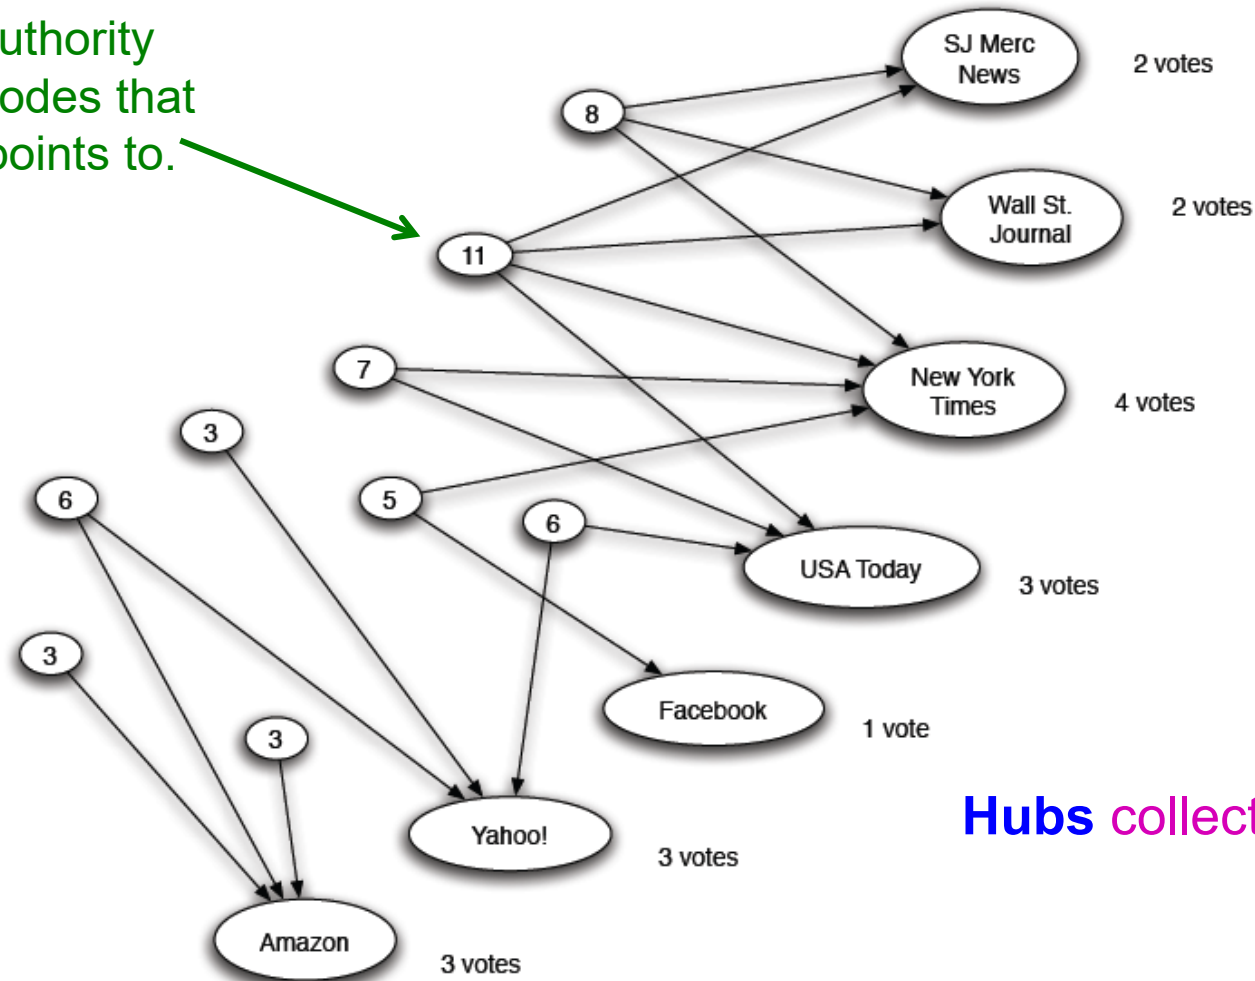 uthority
odes that
points to.
SJ Merc
News
2 votes
8
Wall St.
Journal
2 votes
11
7
New York
Times
4 votes
3
6
5
6
USA Today
3 votes
3
Facebook
1 vote
3
Hubs collect
Yahoo!
3 votes
Amazon
3 votes